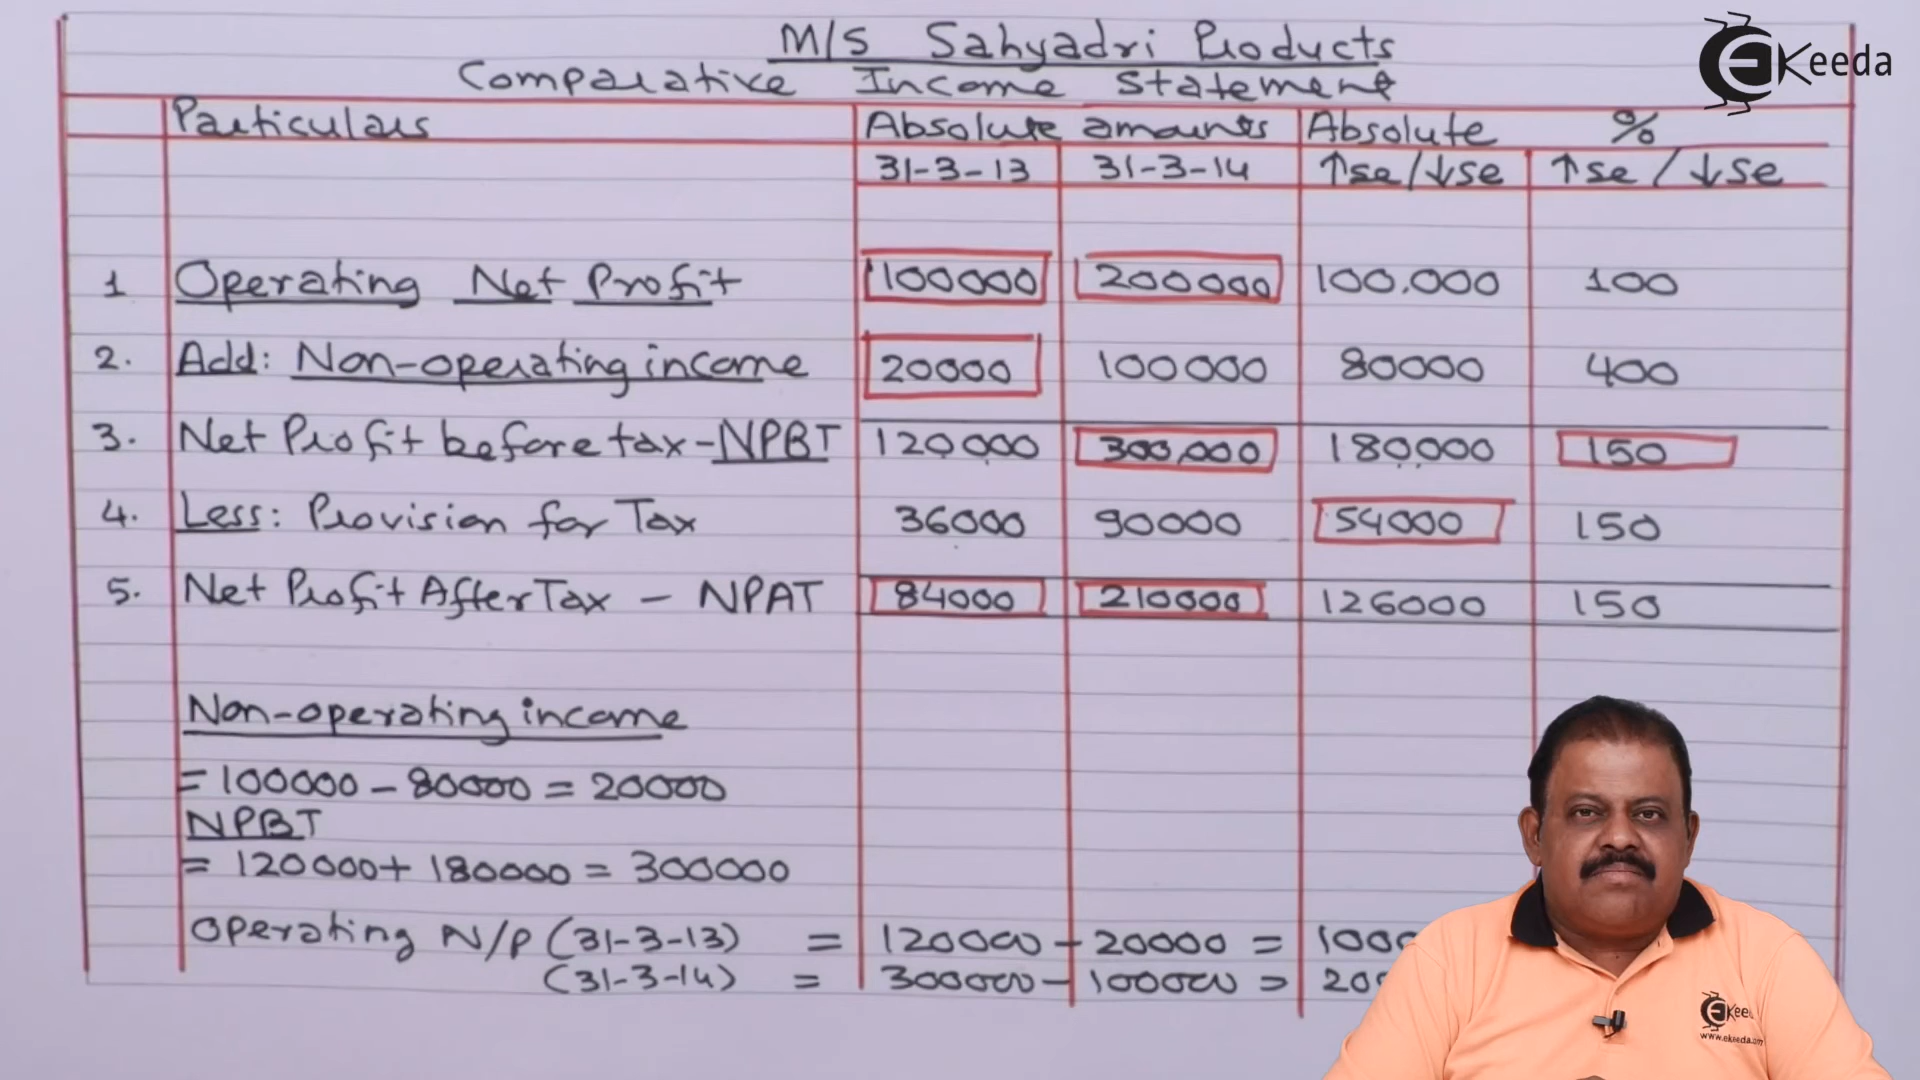 M/S Sahyadri Products
Comparative Income Statement
Particulars Absolute amounts Absolute %
31-3-13 31-3-14 ↑se/↓se ↑se/↓se
1 Operating Net Profit 100000 200000 100,000 100
2. Add: Non-operating income 20000 100000 80000 400
3. Net Profit before tax-NPBT 120000 300,000 180,000 150
4. Less: Provision for Tax 36000 90000 54000 150
5. Net Profit After Tax - NPAT 84000 210000 126000 150
Non-operating income
= 100000 - 80000 = 20000
NPBT
= 120000 + 180000 = 300000
Operating N/P (31-3-13) = 120000 - 20000 =
(31-3-14) = 300000 - 100000 =
eKeeda
www.ekeeda.com